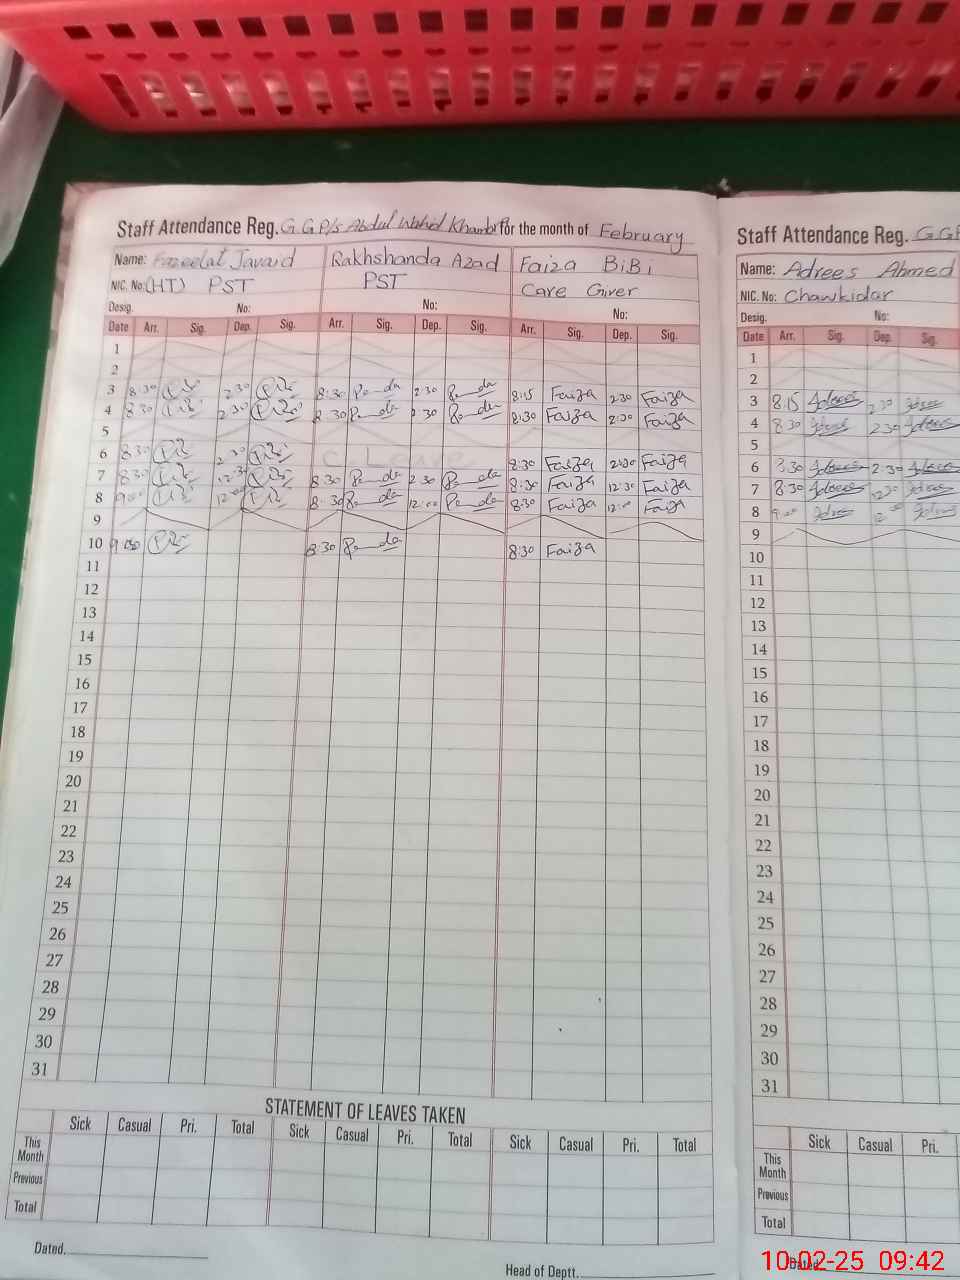 Staff Attendance Reg. G G P/s Abdul Wahid for the month of February
Name: Fazeelat Javaid Rakhshanda Azad Faiza BiBi
NIC. No: (HT) PST PST Care Giver
Desig. No: No: No:
Date Arr. Sig. Dep. Sig. Arr. Sig. Dep. Sig. Arr. Sig. Dep. Sig.
1
2
3 8:30 2:30 8:30 2:30 8:15 Faiza 2:30 Faiza
4 8:30 2:30 8:30 2:30 8:30 Faiza 2:30 Faiza
5
6 8:30 2:30 C. Leave 8:30 Faiza 2:30 Faiza
7 8:30 12:30 8:30 2:30 8:30 Faiza 12:30 Faiza
8 9:00 12:00 8:30 12:00 8:30 Faiza 12:00 Faiza
9
10 9:00 8:30 8:30 Faiza
11
12
13
14
15
16
17
18
19
20
21
22
23
24
25
26
27
28
29
30
31
STATEMENT OF LEAVES TAKEN
Sick Casual Pri. Total Sick Casual Pri. Total Sick Casual Pri. Total
This Month
Previous
Total
Dated.
Head of Deptt.
Staff Attendance Reg. GGP
Name: Adrees Ahmed
NIC. No: Chawkidar
Desig. No:
Date Arr. Sig. Dep. Sig.
1
2
3 8:15 2:30
4 8:30 2:30
5
6 8:30 2:30
7 8:30 12:30
8 9:00 12:00
9
10
11
12
13
14
15
16
17
18
19
20
21
22
23
24
25
26
27
28
29
30
31
Sick Casual Pri.
This Month
Previous
Total
Dated
10-02-25 09:42